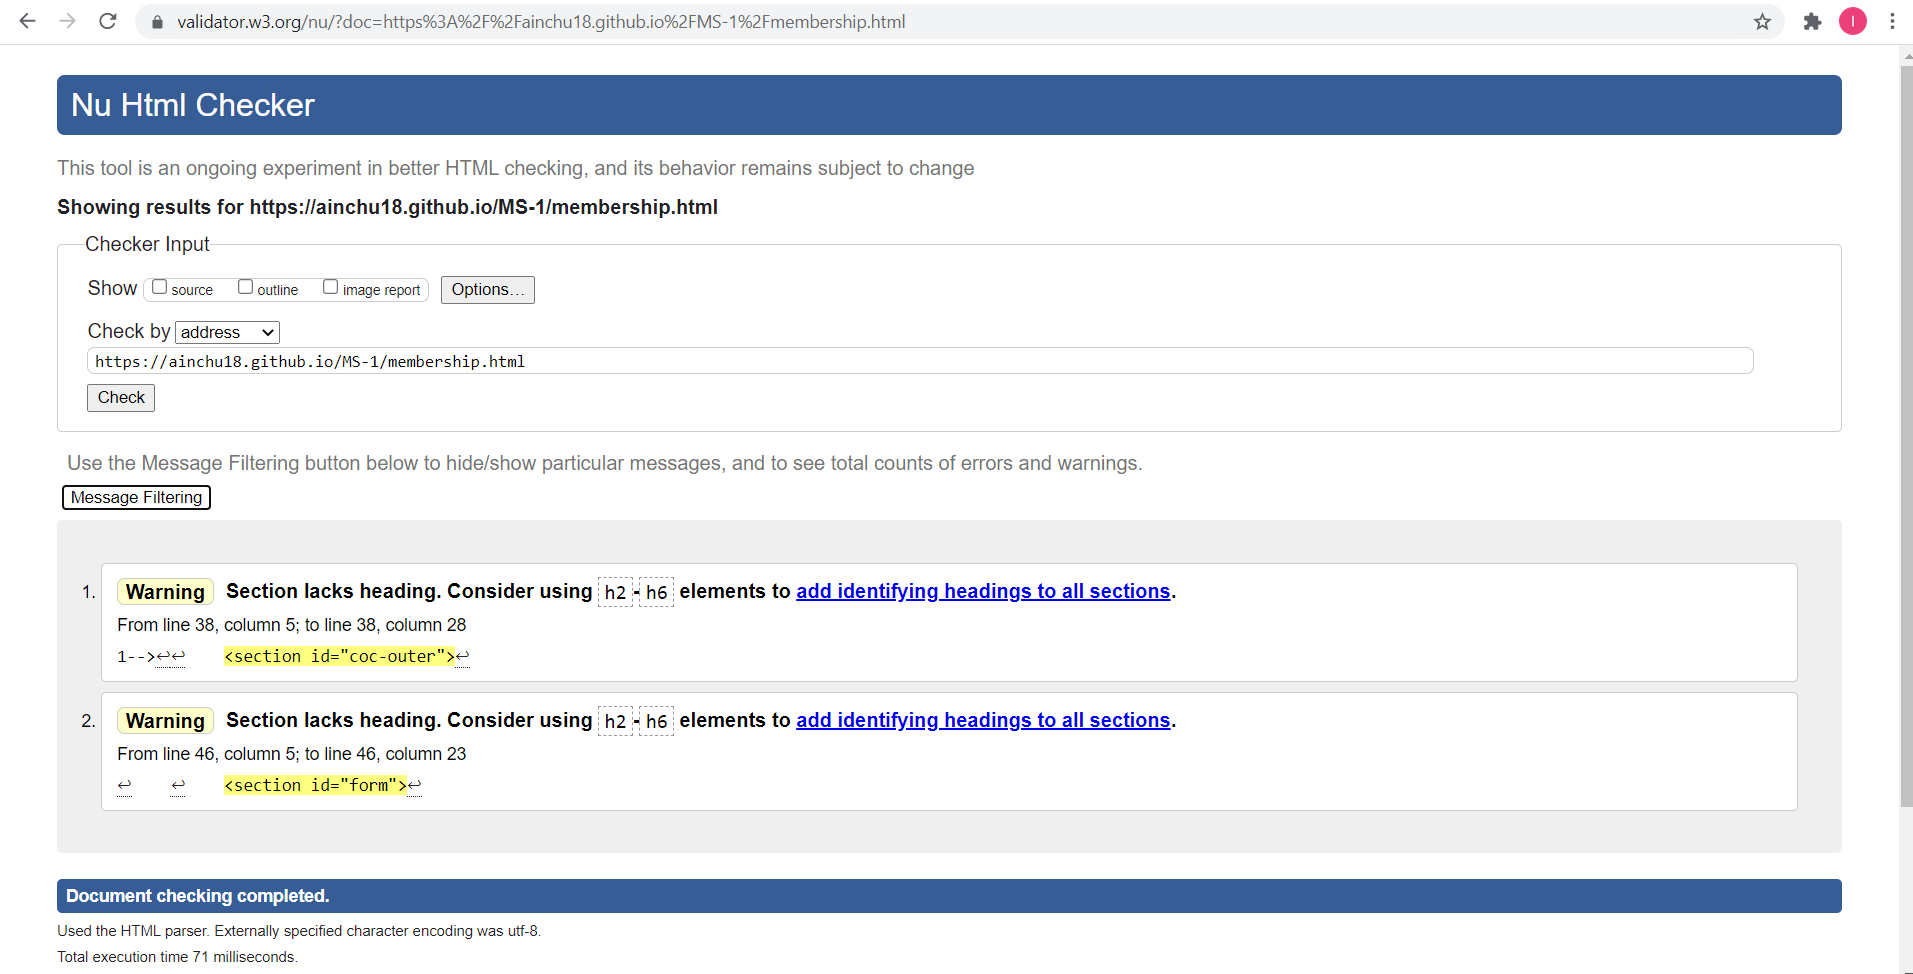 validator.w3.org/nu/?doc=https%3A%2F%2Fainchu18.github.io%2FMS-1%2Fmembership.html
I
Nu Html Checker
This tool is an ongoing experiment in better HTML checking, and its behavior remains subject to change
Showing results for https://ainchu18.github.io/MS-1/membership.html
Checker Input
Show source outline image report Options...
Check by address
https://ainchu18.github.io/MS-1/membership.html
Check
Use the Message Filtering button below to hide/show particular messages, and to see total counts of errors and warnings.
Message Filtering
1. Warning Section lacks heading. Consider using h2-h6 elements to add identifying headings to all sections.
From line 38, column 5; to line 38, column 28
1-->↩↩ <section id="coc-outer">↩
2. Warning Section lacks heading. Consider using h2-h6 elements to add identifying headings to all sections.
From line 46, column 5; to line 46, column 23
↩ ↩ <section id="form">↩
Document checking completed.
Used the HTML parser. Externally specified character encoding was utf-8.
Total execution time 71 milliseconds.